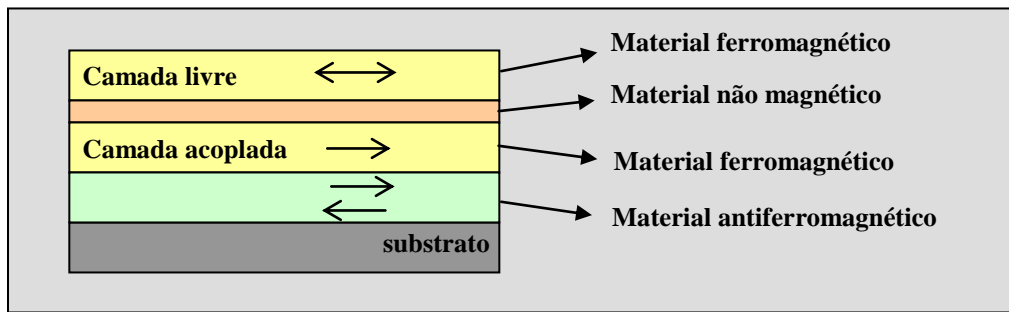 Material ferromagnético
Camada livre
Material não magnético
Camada acoplada
Material ferromagnético
Material antiferromagnético
substrato